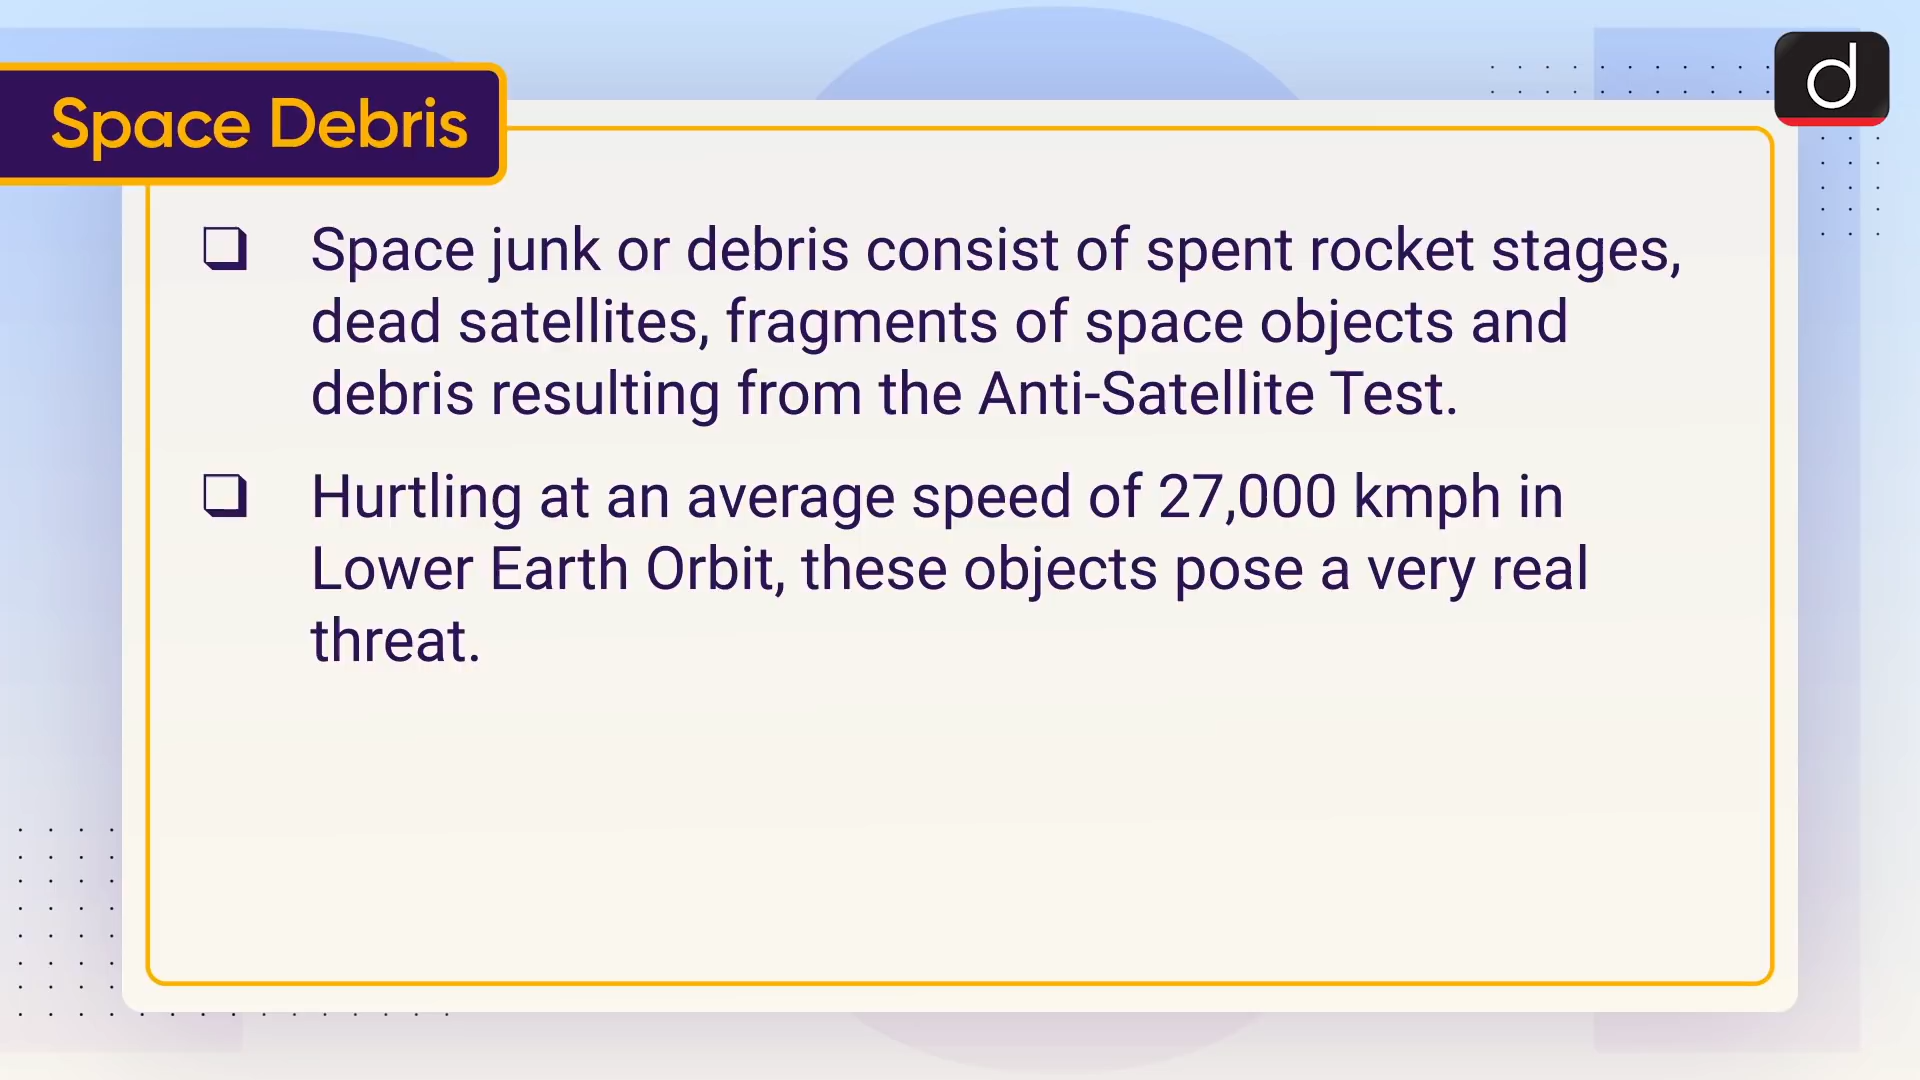 Space Debris
d
❑ Space junk or debris consist of spent rocket stages,
dead satellites, fragments of space objects and
debris resulting from the Anti-Satellite Test.
❑ Hurtling at an average speed of 27,000 kmph in
Lower Earth Orbit, these objects pose a very real
threat.